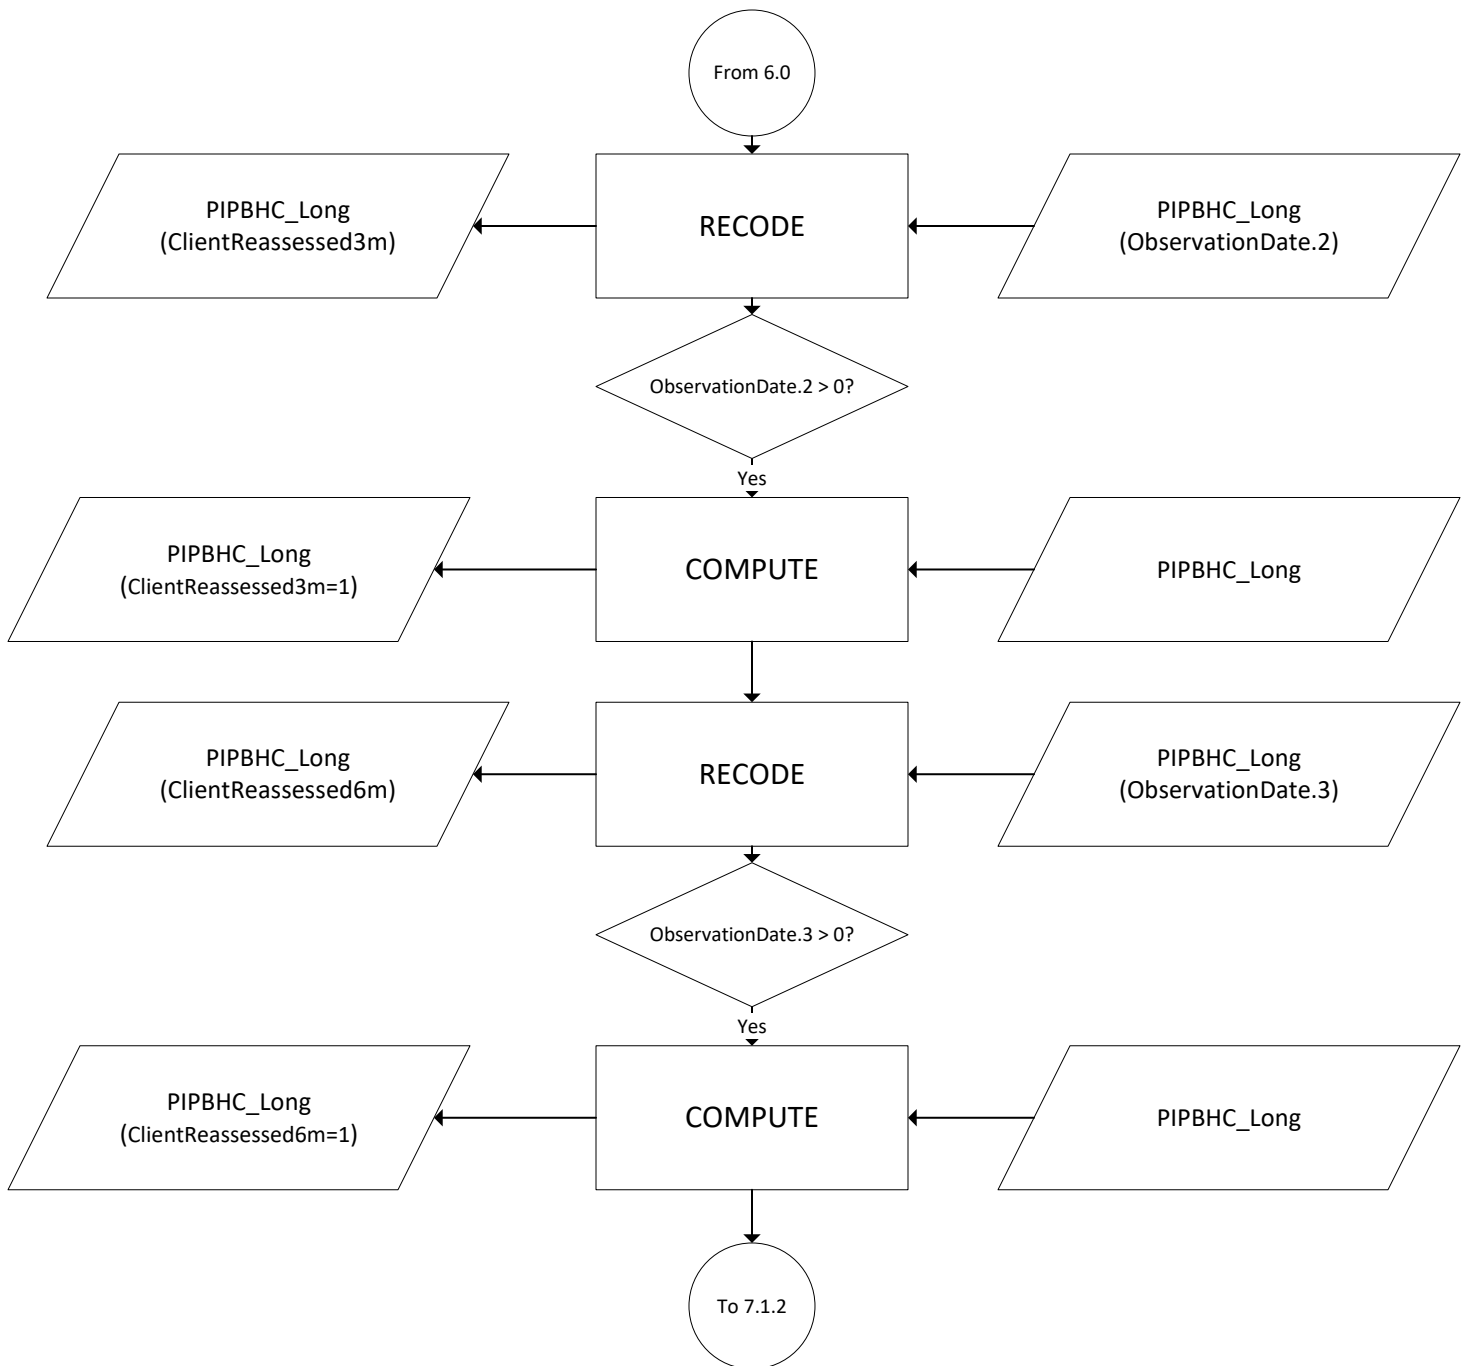 From 6.0
PIPBHC_Long
(ClientReassessed3m)
RECODE
PIPBHC_Long
(ObservationDate.2)
ObservationDate.2 > 0?
Yes
PIPBHC_Long
(ClientReassessed3m=1)
COMPUTE
PIPBHC_Long
PIPBHC_Long
(ClientReassessed6m)
RECODE
PIPBHC_Long
(ObservationDate.3)
ObservationDate.3 > 0?
Yes
PIPBHC_Long
(ClientReassessed6m=1)
COMPUTE
PIPBHC_Long
To 7.1.2